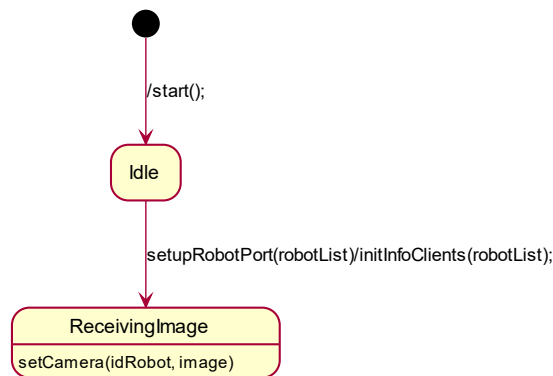 /start();
Idle
setupRobotPort(robotList)/initInfoClients(robotList);
ReceivingImage
setCamera(idRobot, image)